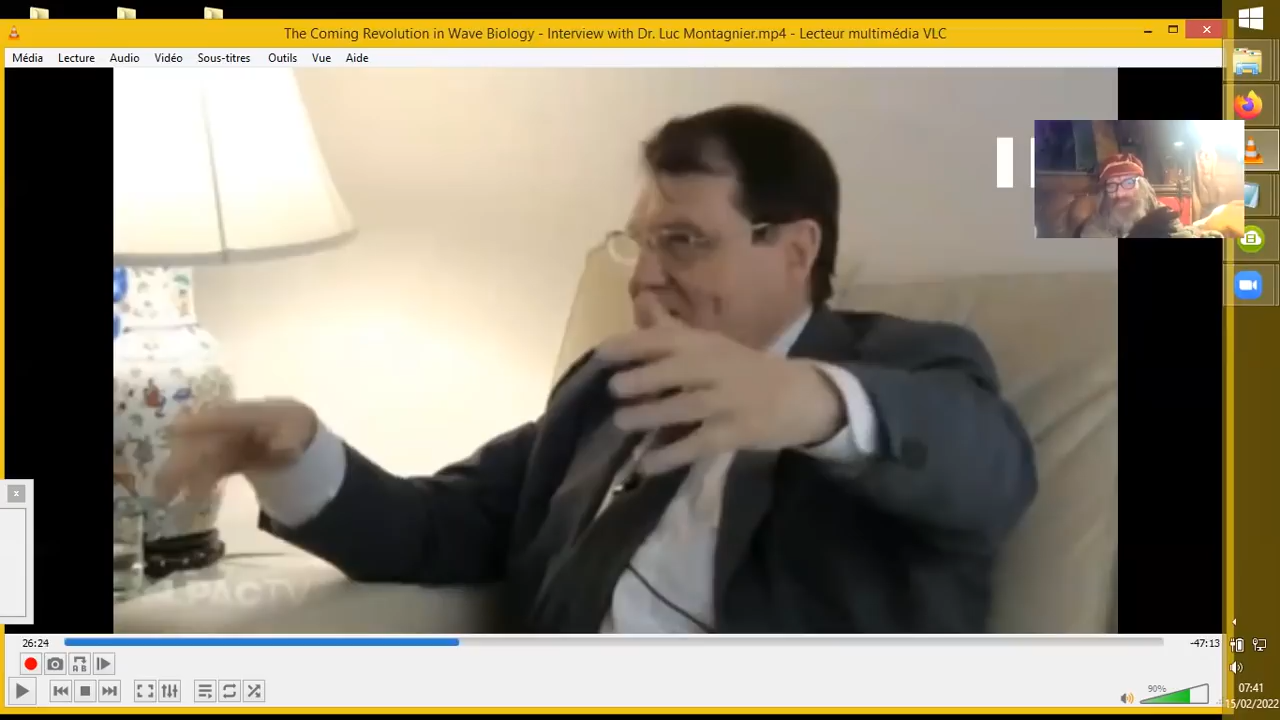 The Coming Revolution in Wave Biology - Interview with Dr. Luc Montagnier.mp4 - Lecteur multimédia VLC
Média Lecture Audio Vidéo Sous-titres Outils Vue Aide
LPACTV
26:24
-47:13
90%
07:41
15/02/2022